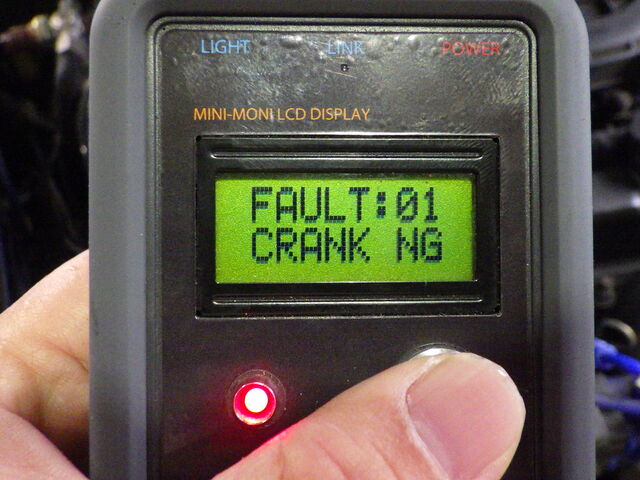 LIGHT LINK POWER
MINI-MONI LCD DISPLAY
FAULT:01
CRANK NG